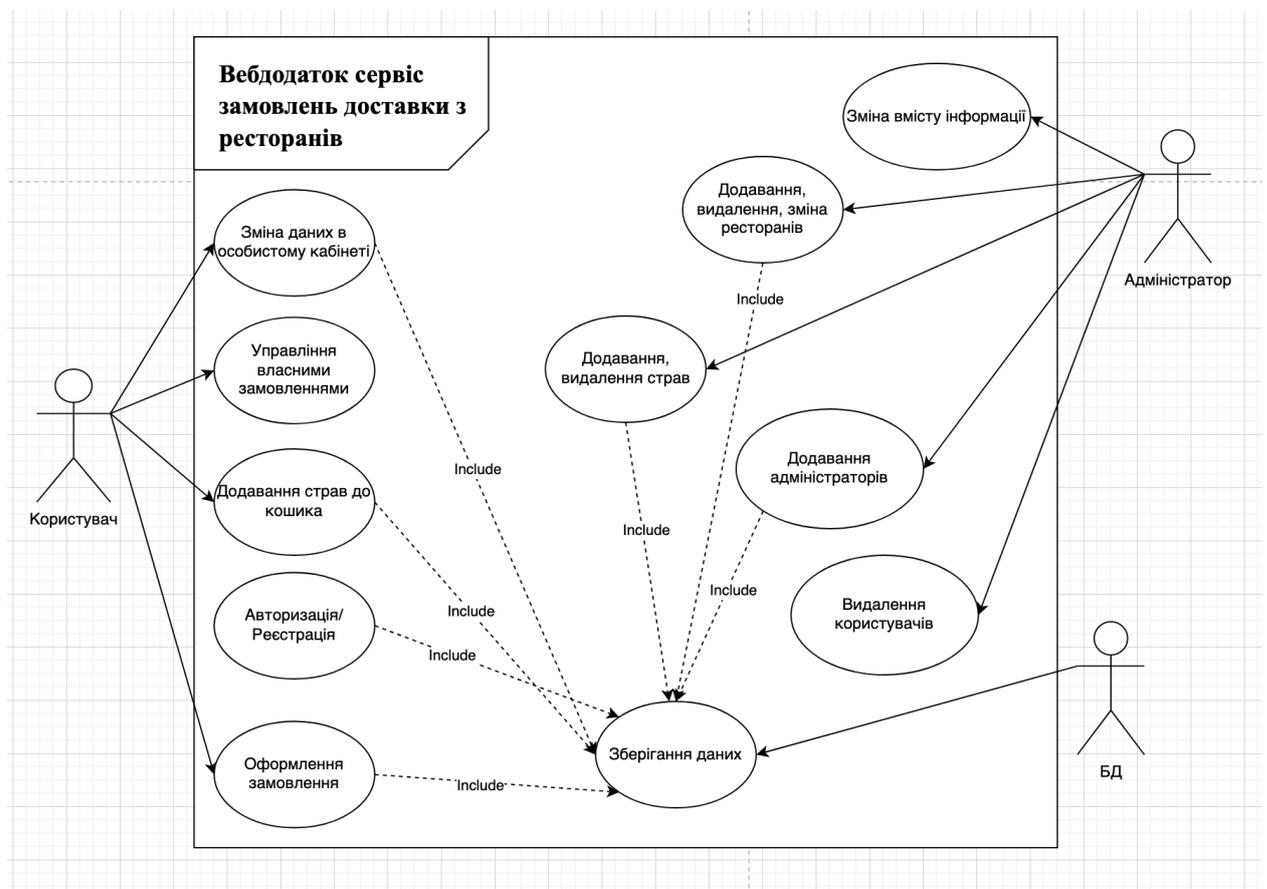 Вебдодаток сервіс
замовлень доставки з
ресторанів
Зміна вмісту інформації
Додавання,
видалення, зміна
ресторанів
Зміна даних в
особистому кабінеті
Адміністратор
Include
Управління
власними
замовленнями
Додавання,
видалення страв
Додавання
адміністраторів
Include
Додавання страв до
кошика
Користувач
Include
Include
Include
Авторизація/
Реєстрація
Видалення
користувачів
Include
Зберігання даних
Оформлення
замовлення
Include
БД